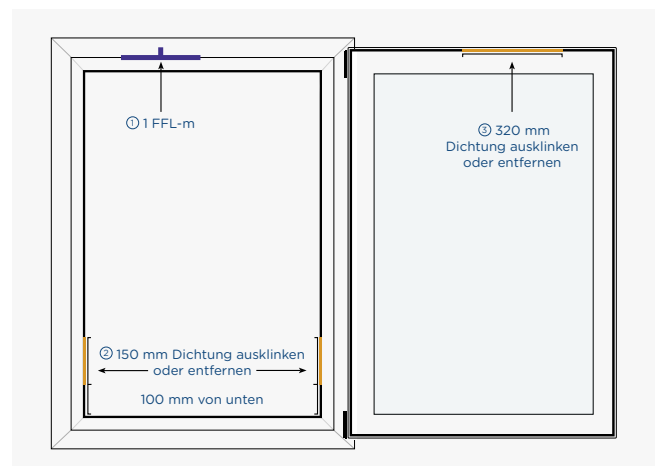 ① 1 FFL-m
③ 320 mm
Dichtung ausklinken
oder entfernen
② 150 mm Dichtung ausklinken
oder entfernen
100 mm von unten